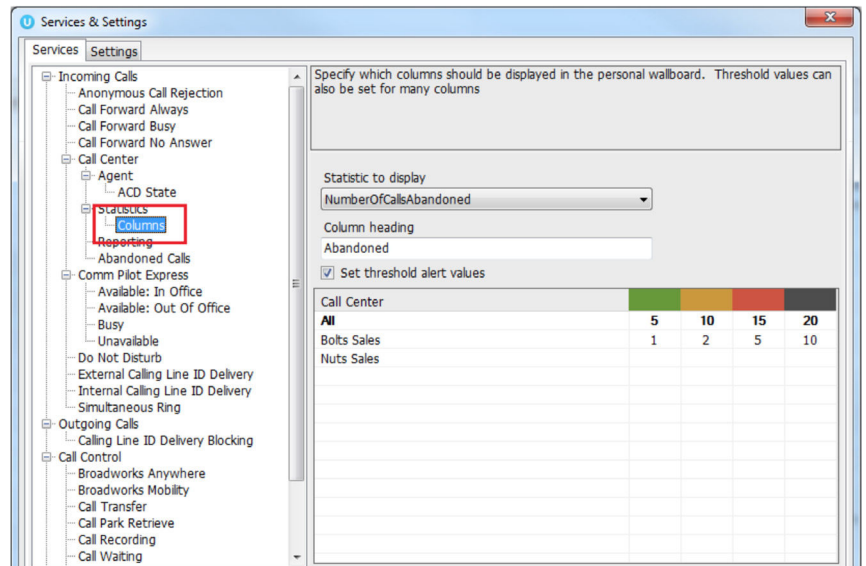 Services & Settings
Services Settings
Incoming Calls
Anonymous Call Rejection
Call Forward Always
Call Forward Busy
Call Forward No Answer
Call Center
Agent
ACD State
Statistics
Columns
Reporting
Abandoned Calls
Comm Pilot Express
Available: In Office
Available: Out Of Office
Busy
Unavailable
Do Not Disturb
External Calling Line ID Delivery
Internal Calling Line ID Delivery
Simultaneous Ring
Outgoing Calls
Calling Line ID Delivery Blocking
Call Control
Broadworks Anywhere
Broadworks Mobility
Call Transfer
Call Park Retrieve
Call Recording
Call Waiting
Specify which columns should be displayed in the personal wallboard. Threshold values can
also be set for many columns
Statistic to display
NumberOfCallsAbandoned
Column heading
Abandoned
Set threshold alert values
Call Center
All 5 10 15 20
Bolts Sales 1 2 5 10
Nuts Sales